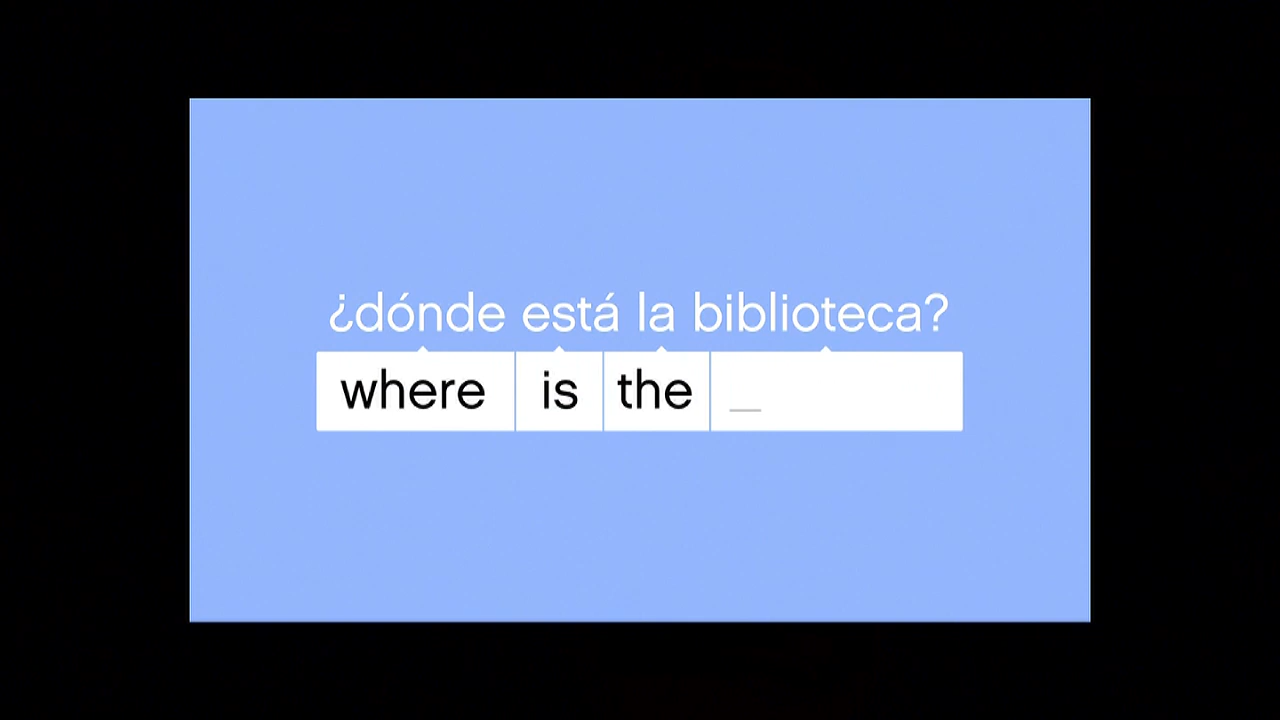 ¿dónde está la biblioteca?
where is the _